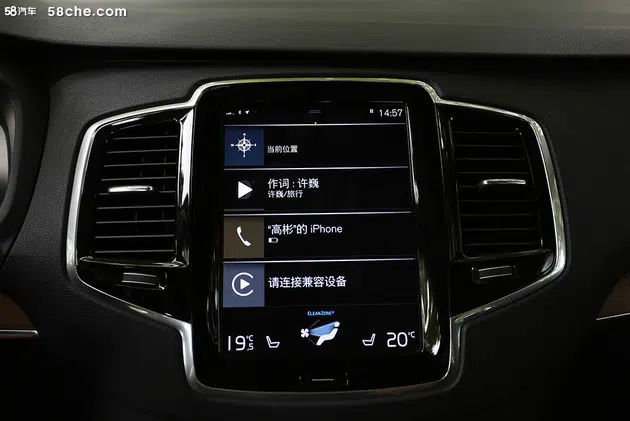 58汽车 58che.com
14:57
当前位置
作词 : 许巍
许巍/旅行
“高彬”的 iPhone
请连接兼容设备
CLEANZONE®
19.5℃ 20℃